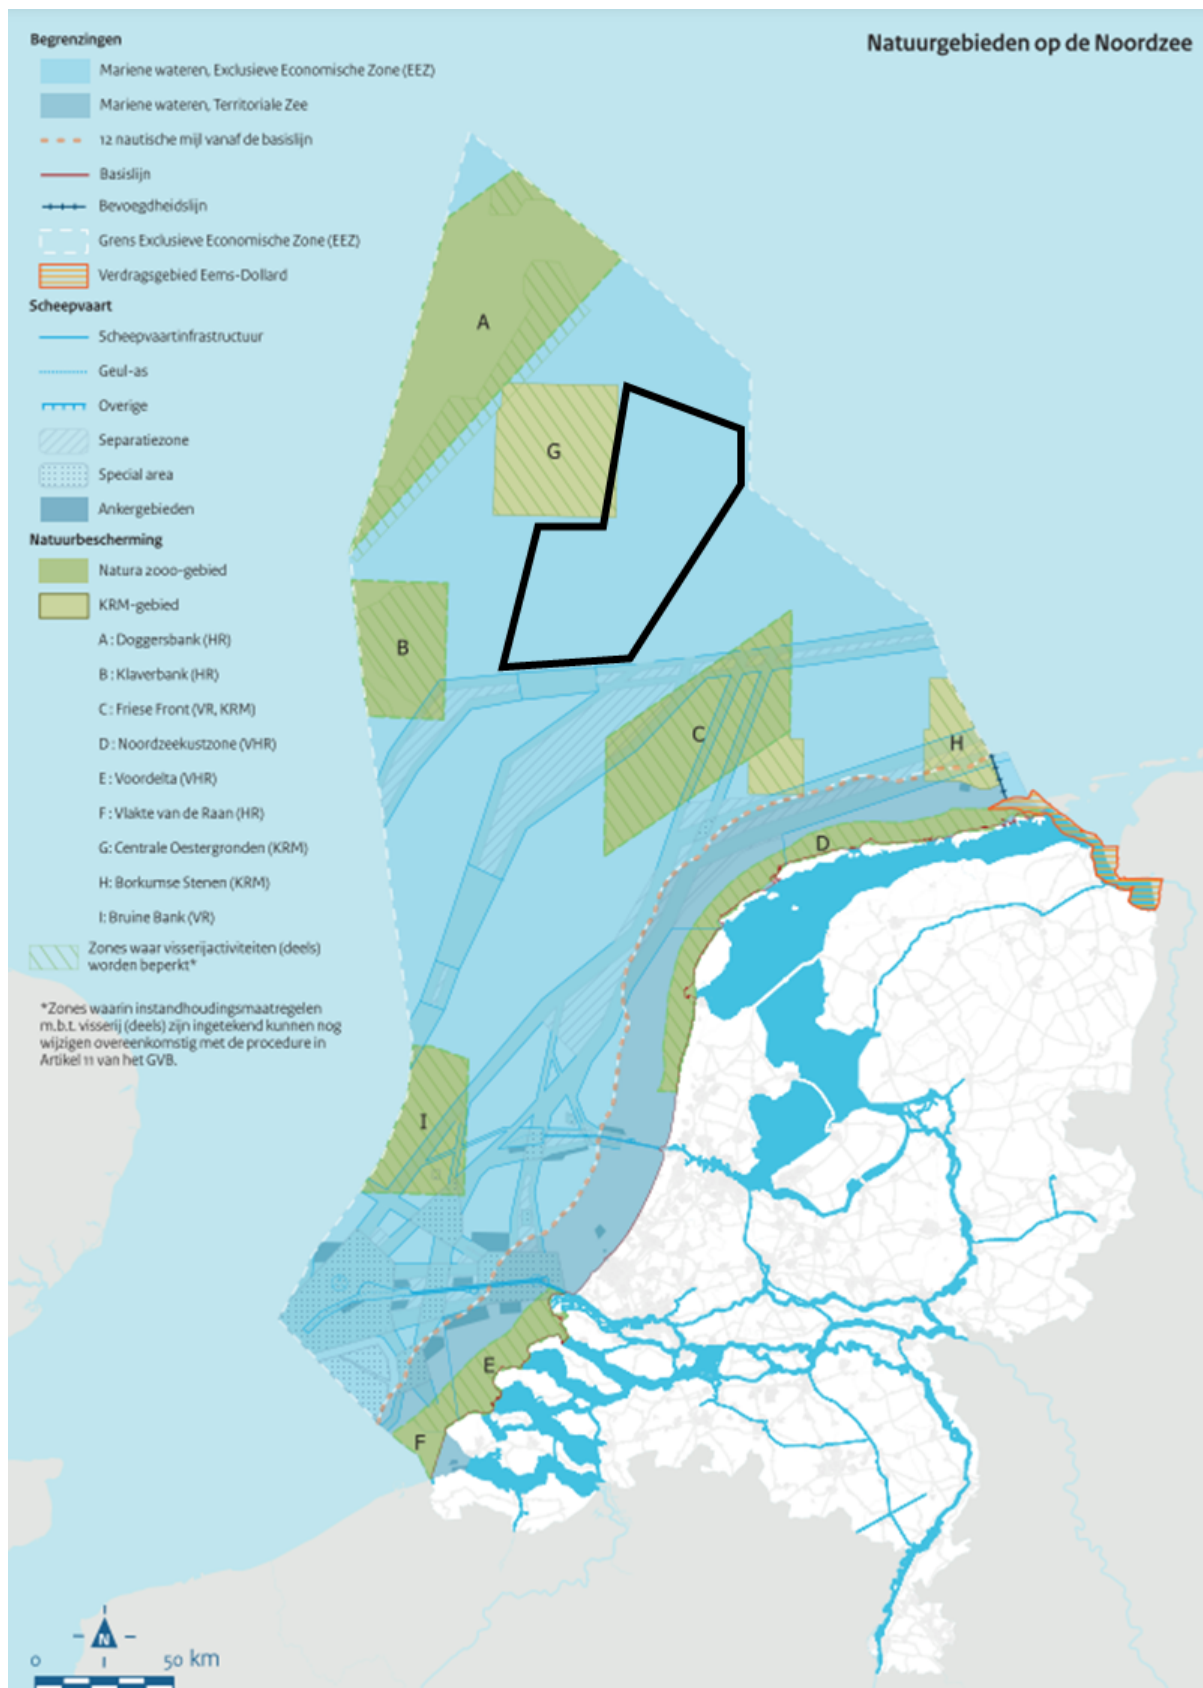 Natuurgebieden op de Noordzee
Begrenzingen
Mariene wateren, Exclusieve Economische Zone (EEZ)
Mariene wateren, Territoriale Zee
12 nautische mijl vanaf de basislijn
Basislijn
Bevoegdheidslijn
Grens Exclusieve Economische Zone (EEZ)
Verdragsgebied Eems-Dollard
Scheepvaart
Scheepvaartinfrastructuur
Geul-as
Overige
Separatiezone
Special area
Ankergebieden
Natuurbescherming
Natura 2000-gebied
KRM-gebied
A : Doggersbank (HR)
B : Klaverbank (HR)
C : Friese Front (VR, KRM)
D : Noordzeekustzone (VHR)
E : Voordelta (VHR)
F : Vlakte van de Raan (HR)
G: Centrale Oestergronden (KRM)
H: Borkumse Stenen (KRM)
I: Bruine Bank (VR)
Zones waar visserijactiviteiten (deels)
worden beperkt*
*Zones waarin instandhoudingsmaatregelen
m.b.t. visserij (deels) zijn ingetekend kunnen nog
wijzigen overeenkomstig met de procedure in
Artikel 11 van het GVB.
A
G
B
C
H
D
I
E
F
N
0 50 km